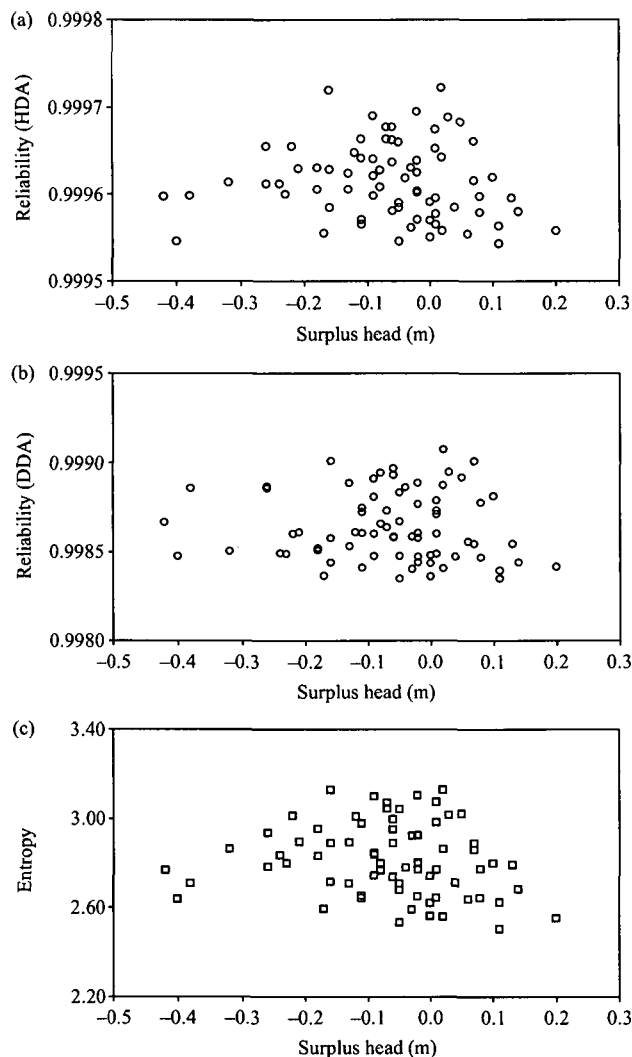 (a)
0.9998
0.9997
0.9996
0.9995
Reliability (HDA)
–0.5 –0.4 –0.3 –0.2 –0.1 0.0 0.1 0.2 0.3
Surplus head (m)
(b)
0.9995
0.9990
0.9985
0.9980
Reliability (DDA)
–0.5 –0.4 –0.3 –0.2 –0.1 0.0 0.1 0.2 0.3
Surplus head (m)
(c)
3.40
3.00
2.60
2.20
Entropy
–0.5 –0.4 –0.3 –0.2 –0.1 0.0 0.1 0.2 0.3
Surplus head (m)